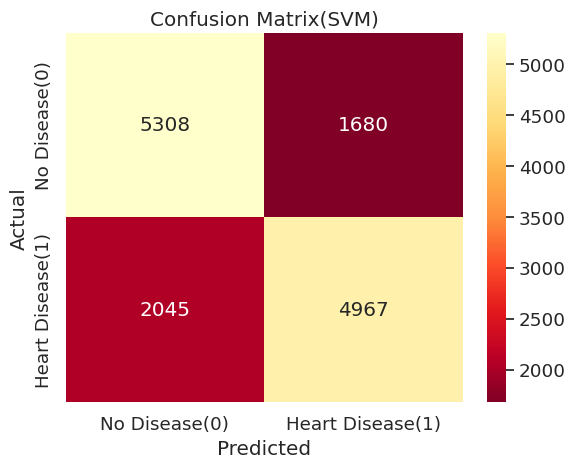 Confusion Matrix(SVM)
Actual
No Disease(0)
Heart Disease(1)
5308
1680
2045
4967
No Disease(0)
Heart Disease(1)
Predicted
5000
4500
4000
3500
3000
2500
2000